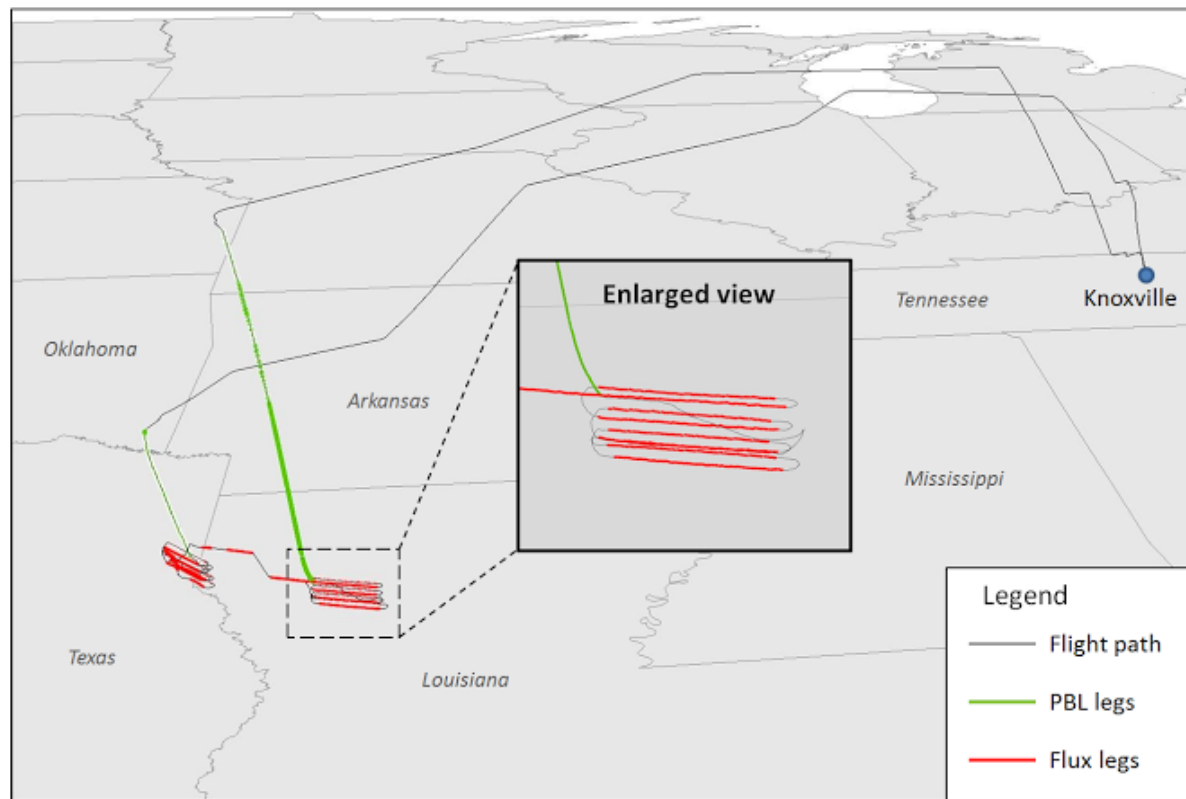 Enlarged view
Tennessee
Knoxville
Oklahoma
Arkansas
Mississippi
Texas
Louisiana
Legend
Flight path
PBL legs
Flux legs